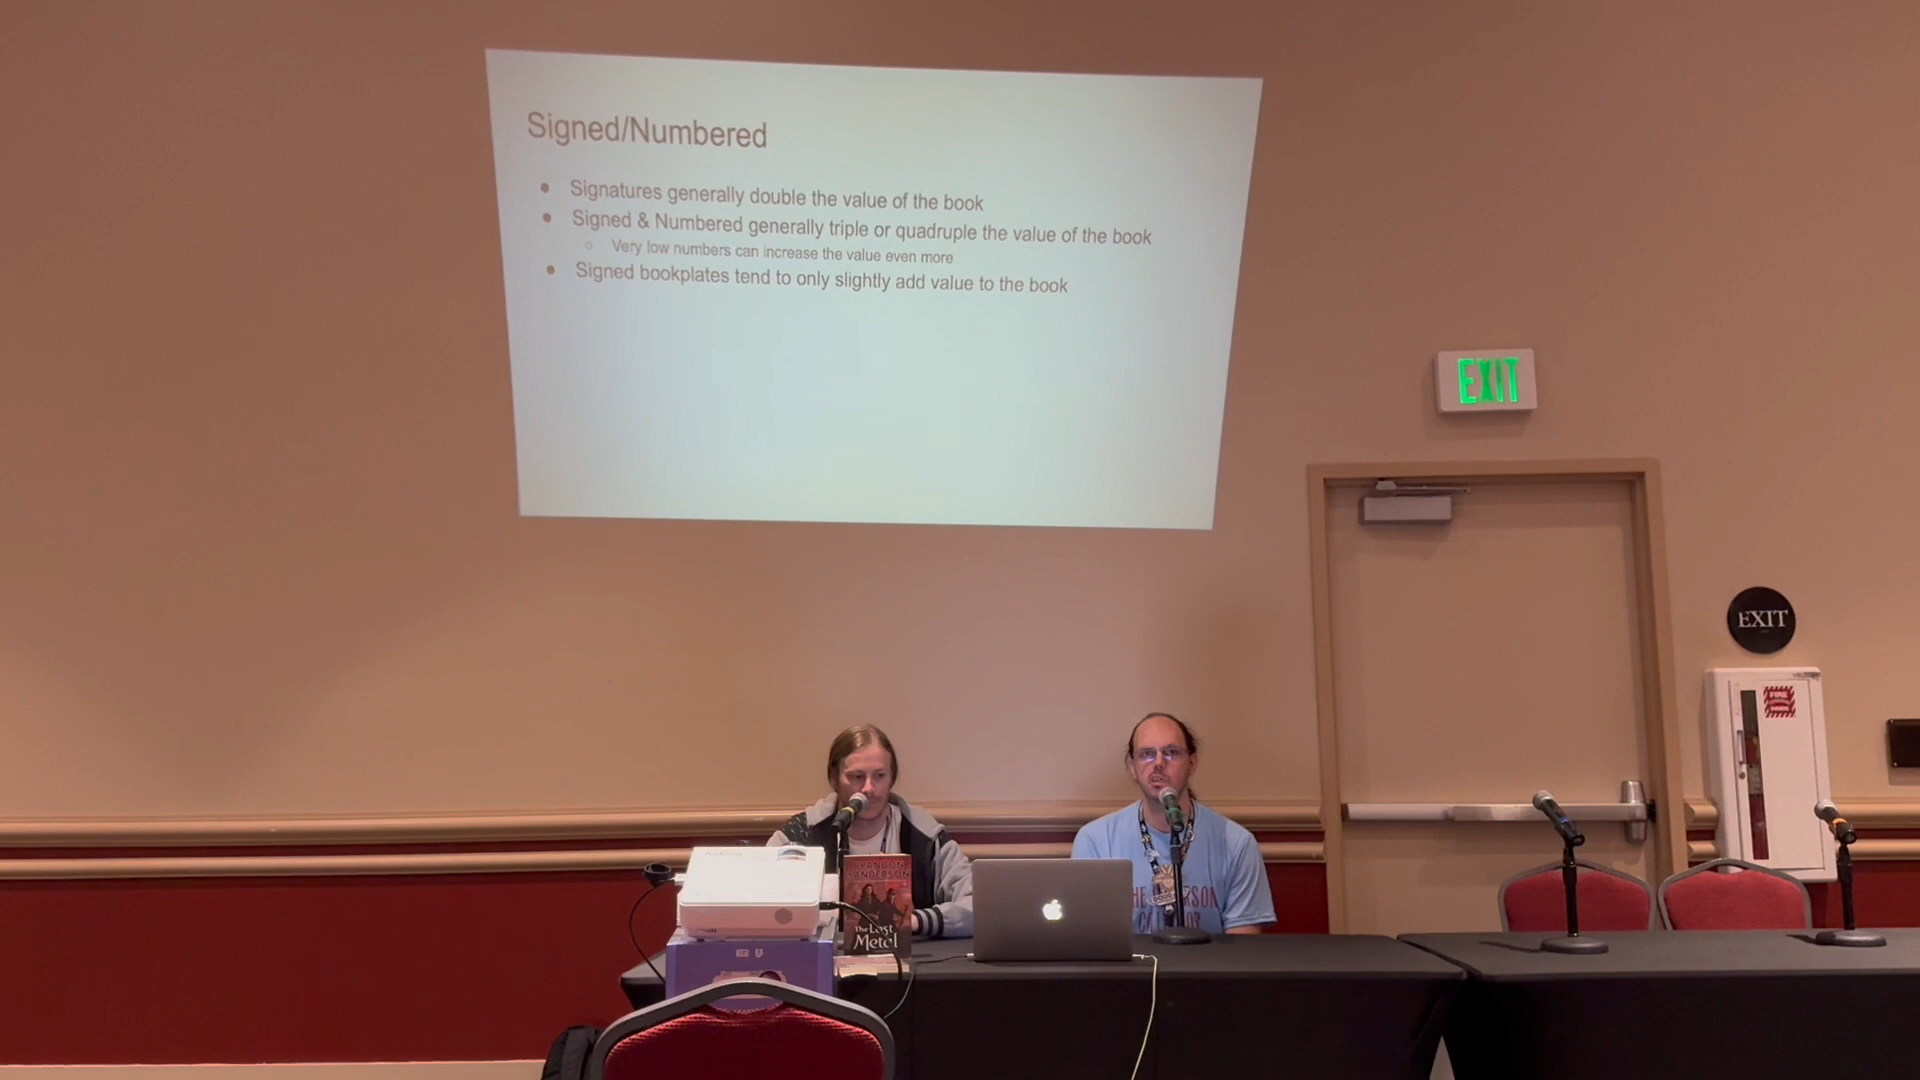 Signed/Numbered
● Signatures generally double the value of the book
● Signed & Numbered generally triple or quadruple the value of the book
○ Very low numbers can increase the value even more
● Signed bookplates tend to only slightly add value to the book
EXIT
EXIT
FIRE
BRANDON
SANDERSON
The Lost
Metal